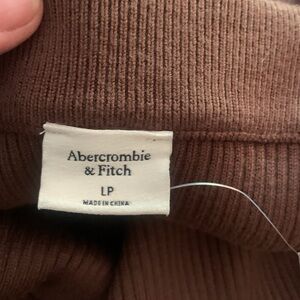 Abercrombie
& Fitch
LP
MADE IN CHINA